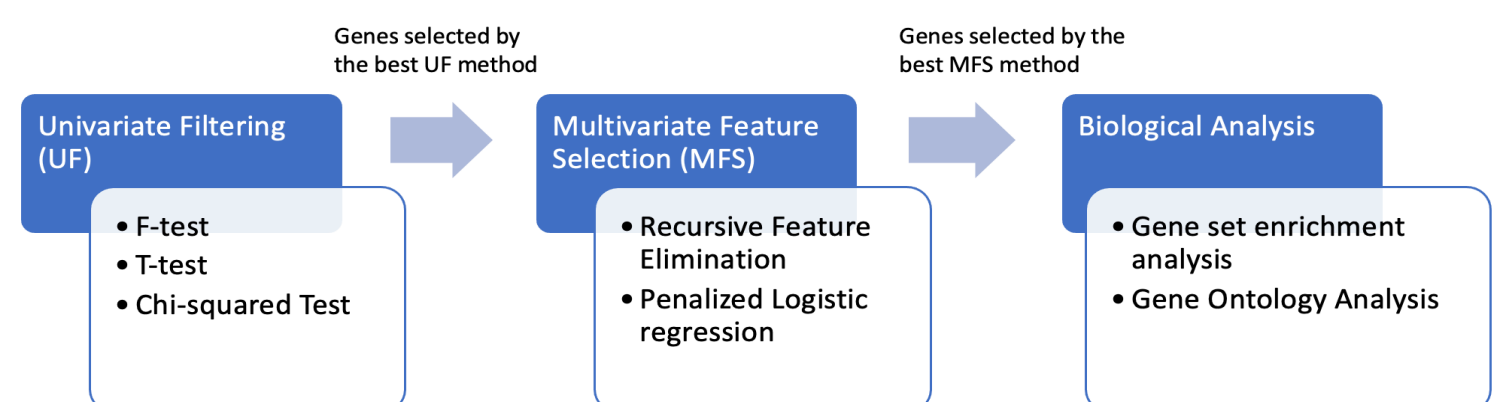 Genes selected by
the best UF method
Genes selected by the
best MFS method
Univariate Filtering
(UF)
• F-test
• T-test
• Chi-squared Test
Multivariate Feature
Selection (MFS)
• Recursive Feature
Elimination
• Penalized Logistic
regression
Biological Analysis
• Gene set enrichment
analysis
• Gene Ontology Analysis